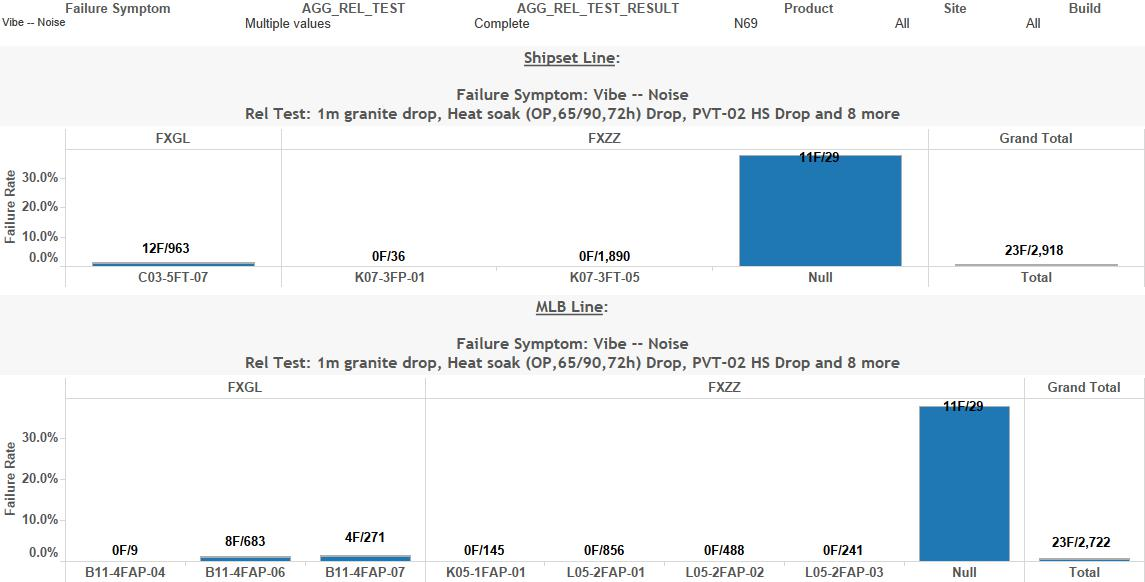 Failure Symptom AGG_REL_TEST AGG_REL_TEST_RESULT Product Site Build
Vibe -- Noise Multiple values Complete N69 All All
Shipset Line:
Failure Symptom: Vibe -- Noise
Rel Test: 1m granite drop, Heat soak (OP,65/90,72h) Drop, PVT-02 HS Drop and 8 more
FXGL FXZZ Grand Total
Failure Rate
30.0%
20.0%
10.0%
0.0%
12F/963 0F/36 0F/1,890 11F/29 23F/2,918
C03-5FT-07 K07-3FP-01 K07-3FT-05 Null Total
MLB Line:
Failure Symptom: Vibe -- Noise
Rel Test: 1m granite drop, Heat soak (OP,65/90,72h) Drop, PVT-02 HS Drop and 8 more
FXGL FXZZ Grand Total
Failure Rate
30.0%
20.0%
10.0%
0.0%
0F/9 8F/683 4F/271 0F/145 0F/856 0F/488 0F/241 11F/29 23F/2,722
B11-4FAP-04 B11-4FAP-06 B11-4FAP-07 K05-1FAP-01 L05-2FAP-01 L05-2FAP-02 L05-2FAP-03 Null Total